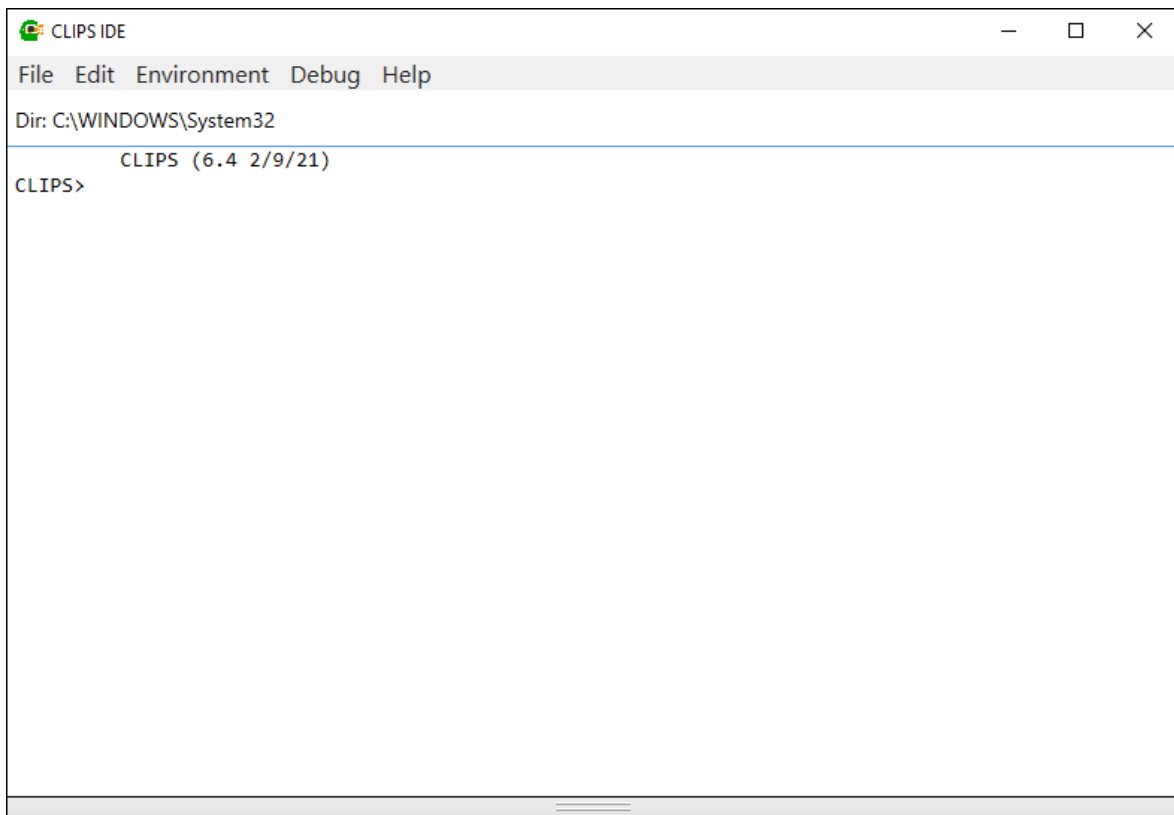 CLIPS IDE
File Edit Environment Debug Help
Dir: C:\WINDOWS\System32
CLIPS (6.4 2/9/21)
CLIPS>